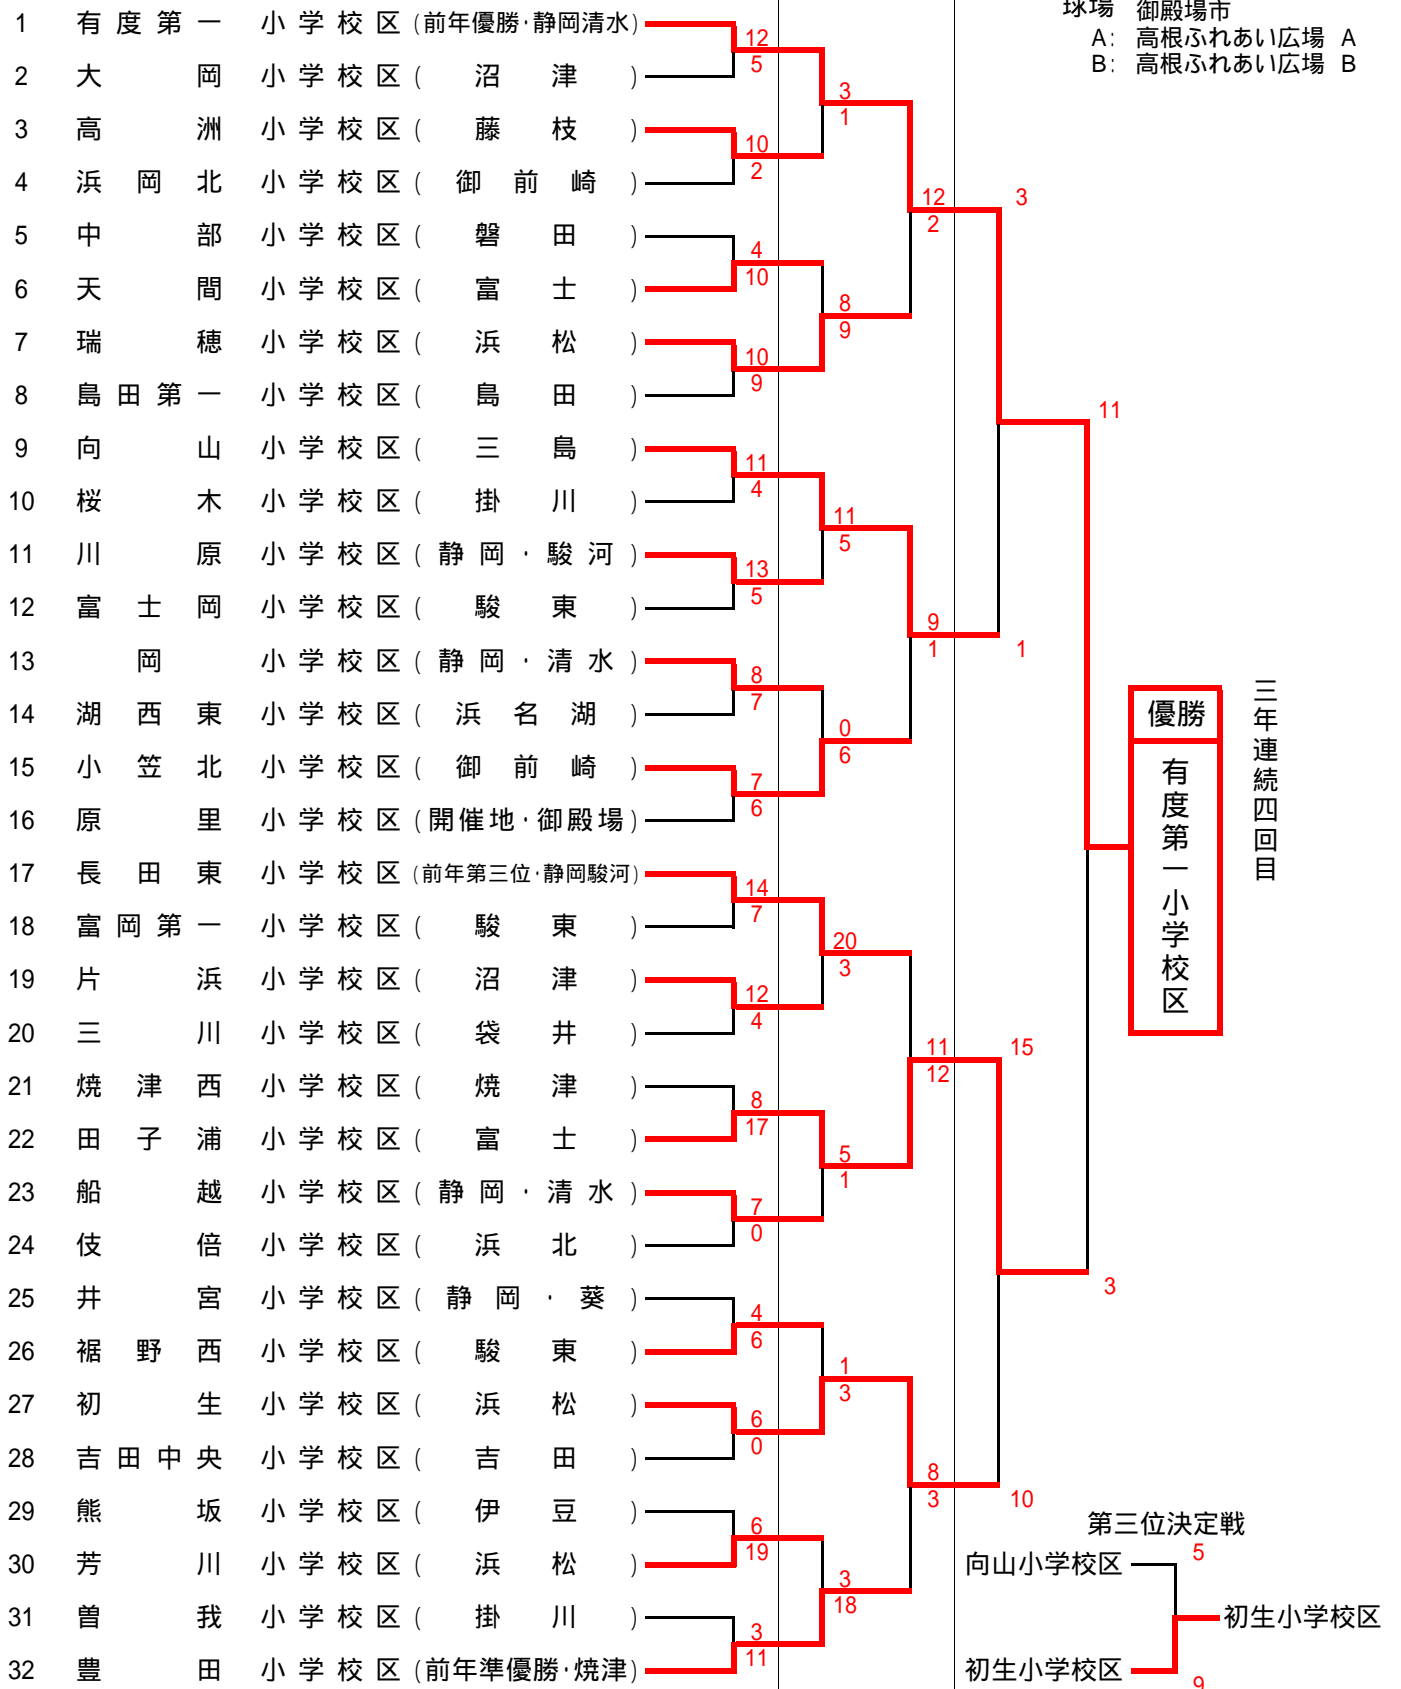 球場 御殿場市
A: 高根ふれあい広場 A
B: 高根ふれあい広場 B
1 有度第一 小学校区 (前年優勝・静岡清水)
12
5
2 大岡 小学校区 ( 沼津 )
3
1
3 高洲 小学校区 ( 藤枝 )
10
2
4 浜岡北 小学校区 ( 御前崎 )
12 3
2
5 中部 小学校区 ( 磐田 )
4
10
6 天間 小学校区 ( 富士 )
8
9
7 瑞穂 小学校区 ( 浜松 )
10
9
8 島田第一 小学校区 ( 島田 )
11
9 向山 小学校区 ( 三島 )
11
4
10 桜木 小学校区 ( 掛川 )
11
5
11 川原 小学校区 ( 静岡・駿河 )
13
5
12 富士岡 小学校区 ( 駿東 )
9
1 1
13 岡 小学校区 ( 静岡・清水 )
8
7
14 湖西東 小学校区 ( 浜名湖 )
0
6
15 小笠北 小学校区 ( 御前崎 )
7
6
16 原里 小学校区 (開催地・御殿場)
優勝
有度第一小学校区
三年連続四回目
17 長田東 小学校区 (前年第三位・静岡駿河)
14
7
18 富岡第一 小学校区 ( 駿東 )
20
3
19 片浜 小学校区 ( 沼津 )
12
4
20 三川 小学校区 ( 袋井 )
11 15
12
21 焼津西 小学校区 ( 焼津 )
8
17
22 田子浦 小学校区 ( 富士 )
5
1
23 船越 小学校区 ( 静岡・清水 )
7
0
24 伎倍 小学校区 ( 浜北 )
3
25 井宮 小学校区 ( 静岡・葵 )
4
6
26 裾野西 小学校区 ( 駿東 )
1
3
27 初生 小学校区 ( 浜松 )
6
0
28 吉田中央 小学校区 ( 吉田 )
8
3 10
29 熊坂 小学校区 ( 伊豆 )
6
19
30 芳川 小学校区 ( 浜松 )
3
18
31 曽我 小学校区 ( 掛川 )
3
11
32 豊田 小学校区 (前年準優勝・焼津)
第三位決定戦
5
向山小学校区
初生小学校区
初生小学校区
9